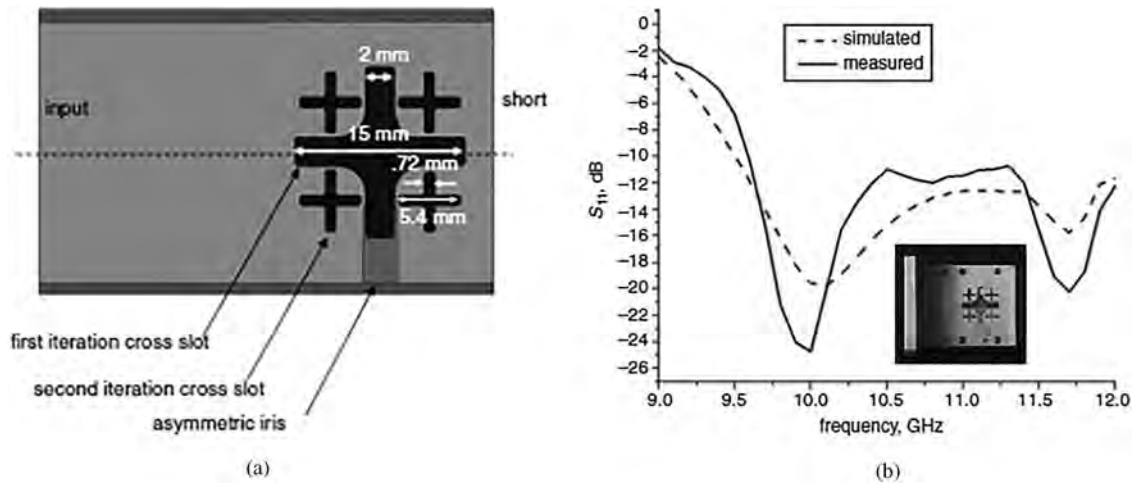 2 mm
input
short
15 mm
.72 mm
5.4 mm
first iteration cross slot
second iteration cross slot
asymmetric iris
(a)
0
–2
–4
–6
–8
–10
–12
–14
–16
–18
–20
–22
–24
–26
S11, dB
simulated
measured
9.0
9.5
10.0
10.5
11.0
11.5
12.0
frequency, GHz
(b)